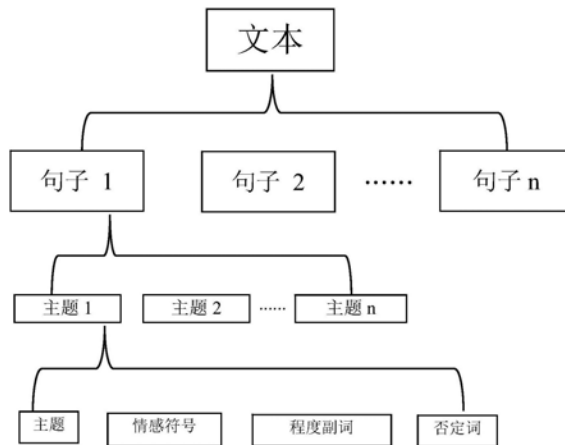 文本
句子 1 句子 2 …… 句子 n
主题 1 主题 2 …… 主题 n
主题 情感符号 程度副词 否定词